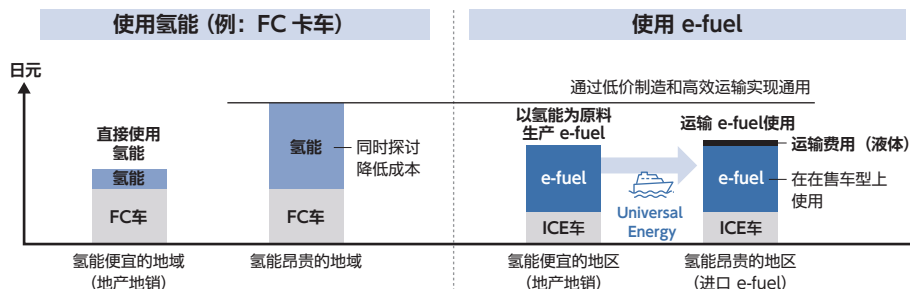 使用氢能（例：FC 卡车）
使用 e-fuel
日元
通过低价制造和高效运输实现通用
直接使用
氢能
氢能
FC车
氢能
同时探讨
降低成本
FC车
以氢能为原料
生产 e-fuel
e-fuel
ICE车
Universal
Energy
运输 e-fuel使用
运输费用（液体）
e-fuel
在在售车型上
使用
ICE车
氢能便宜的地域
（地产地销）
氢能昂贵的地域
氢能便宜的地区
（地产地销）
氢能昂贵的地区
（进口 e-fuel）